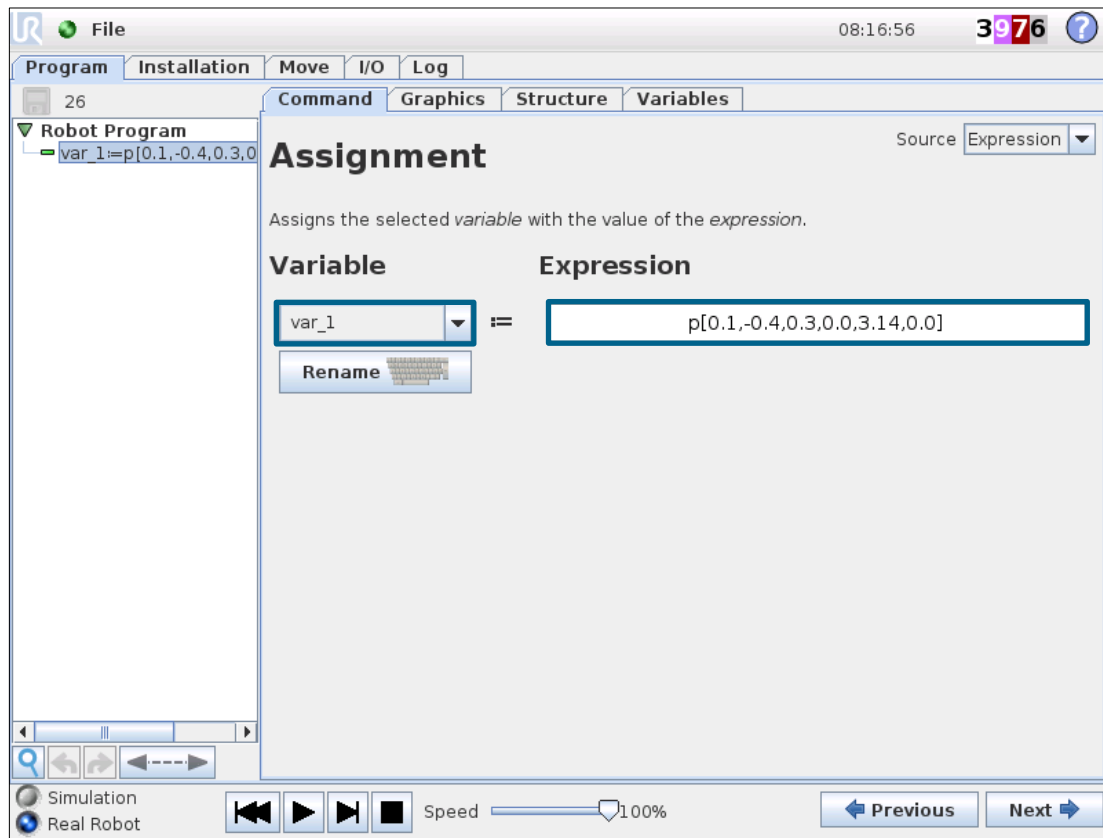 File 08:16:56 3976 ?
Program Installation Move I/O Log
26 Command Graphics Structure Variables
Robot Program
var_1:=p[0.1,-0.4,0.3,0
Source Expression
Assignment
Assigns the selected variable with the value of the expression.
Variable Expression
var_1 := p[0.1,-0.4,0.3,0.0,3.14,0.0]
Rename
Simulation
Real Robot
Speed 100%
Previous Next